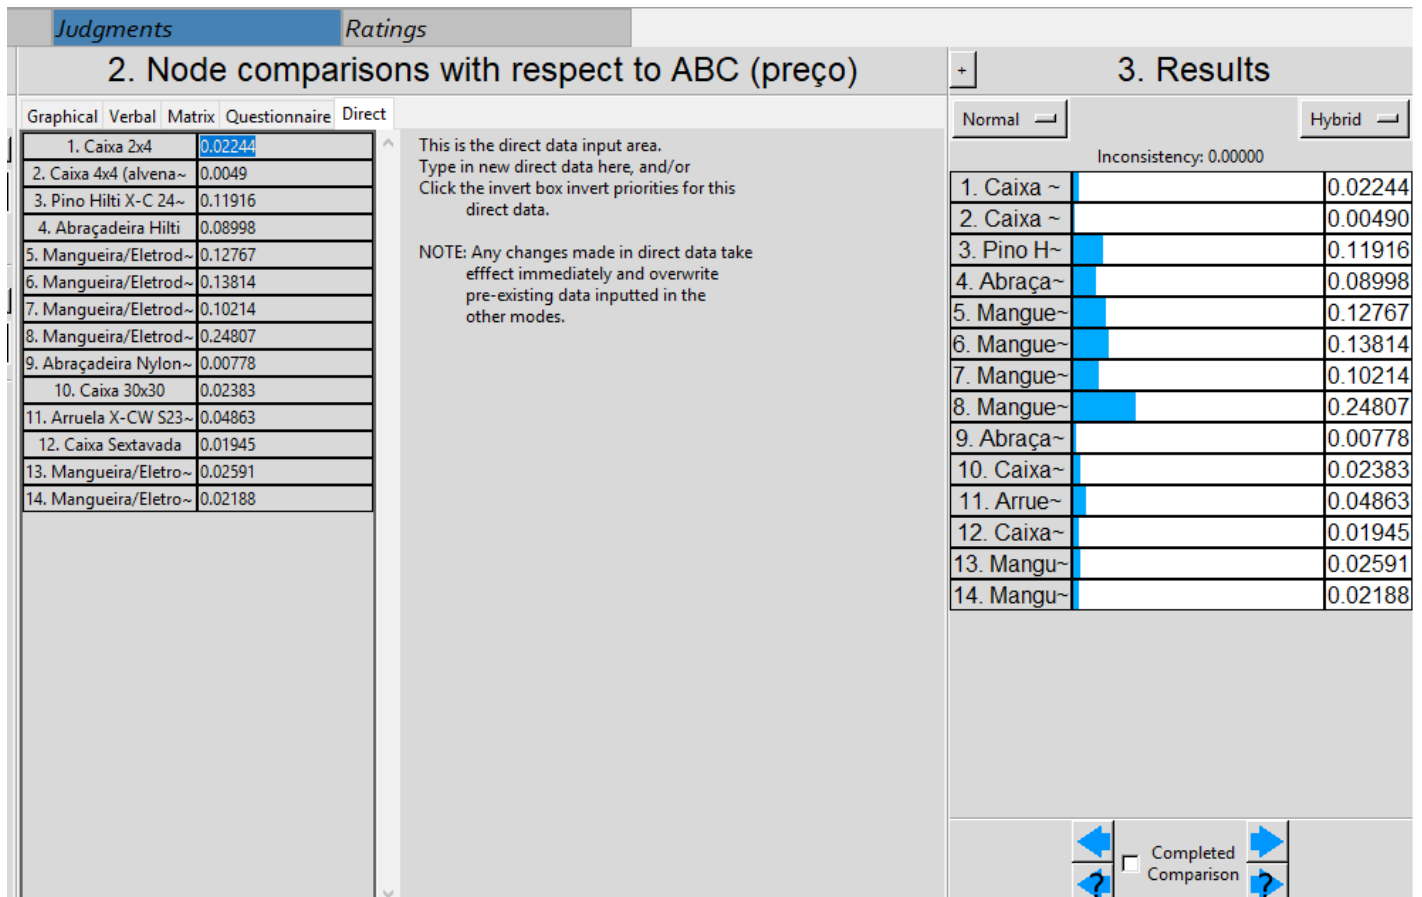 Judgments Ratings
2. Node comparisons with respect to ABC (preço)
+ 3. Results
Graphical Verbal Matrix Questionnaire Direct
1. Caixa 2x4 0.02244
2. Caixa 4x4 (alvena~ 0.0049
3. Pino Hilti X-C 24~ 0.11916
4. Abraçadeira Hilti 0.08998
5. Mangueira/Eletrod~ 0.12767
6. Mangueira/Eletrod~ 0.13814
7. Mangueira/Eletrod~ 0.10214
8. Mangueira/Eletrod~ 0.24807
9. Abraçadeira Nylon~ 0.00778
10. Caixa 30x30 0.02383
11. Arruela X-CW S23~ 0.04863
12. Caixa Sextavada 0.01945
13. Mangueira/Eletro~ 0.02591
14. Mangueira/Eletro~ 0.02188
This is the direct data input area.
Type in new direct data here, and/or
Click the invert box invert priorities for this
direct data.
NOTE: Any changes made in direct data take
efffect immediately and overwrite
pre-existing data inputted in the
other modes.
Normal Hybrid
Inconsistency: 0.00000
1. Caixa ~ 0.02244
2. Caixa ~ 0.00490
3. Pino H~ 0.11916
4. Abraça~ 0.08998
5. Mangue~ 0.12767
6. Mangue~ 0.13814
7. Mangue~ 0.10214
8. Mangue~ 0.24807
9. Abraça~ 0.00778
10. Caixa~ 0.02383
11. Arrue~ 0.04863
12. Caixa~ 0.01945
13. Mangu~ 0.02591
14. Mangu~ 0.02188
Completed
Comparison
? ?